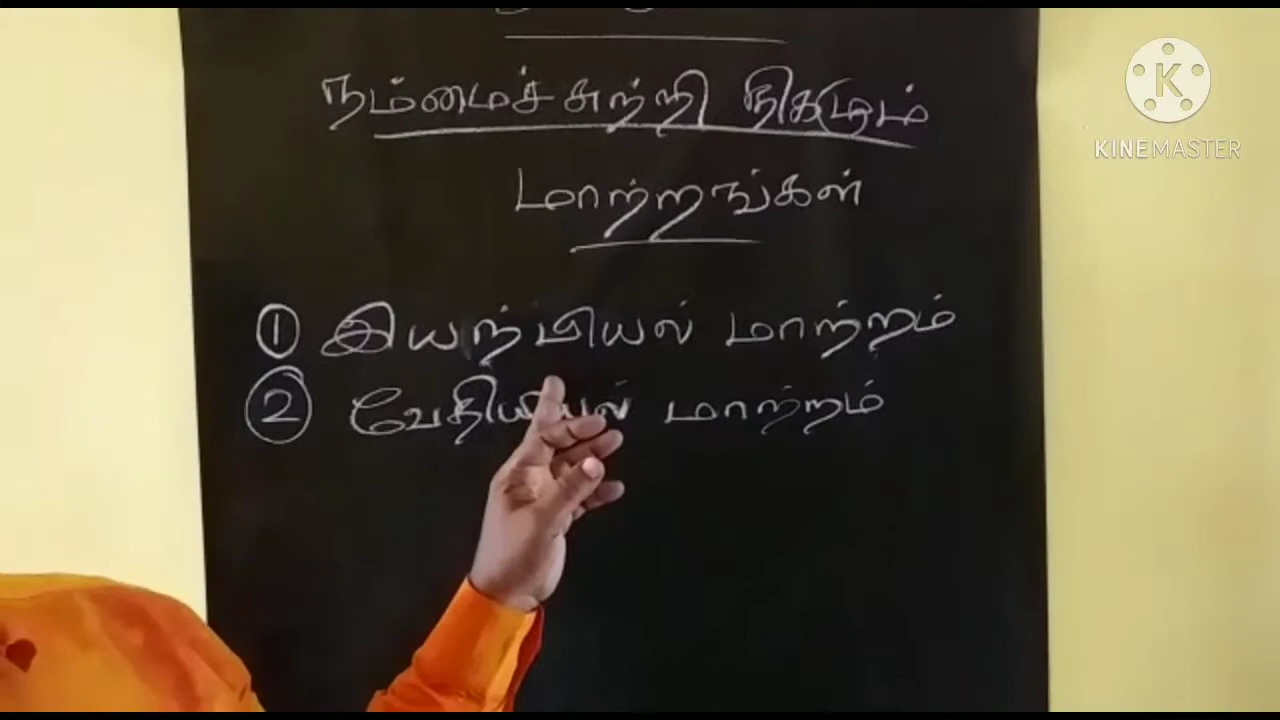 நம்மைச்சுற்றி நிகழும்
மாற்றங்கள்
① இயற்பியல் மாற்றம்
② வேதியியல் மாற்றம்
K
KINEMASTER